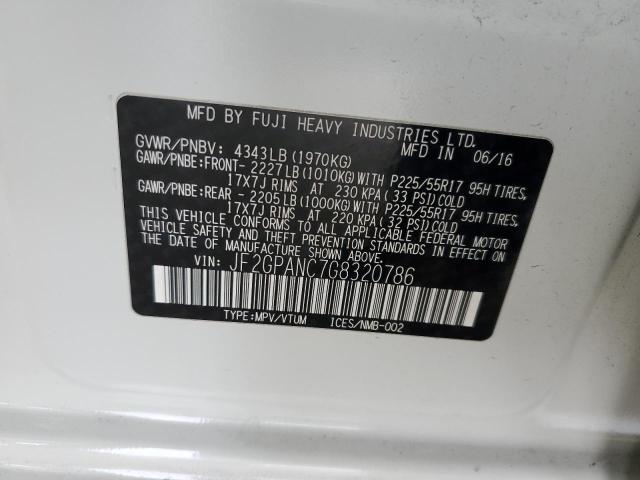 MFD BY FUJI HEAVY INDUSTRIES LTD.
GVWR/PNBV: 4343LB (1970KG) MFD IN 06/16
GAWR/PNBE:FRONT- 2227LB (1010KG) WITH P225/55R17 95H TIRES,
17X7J RIMS AT 230 KPA ( 33 PSI) COLD
GAWR/PNBE:REAR - 2205LB (1000KG) WITH P225/55R17 95H TIRES,
17X7J RIMS AT 220 KPA ( 32 PSI) COLD
THIS VEHICLE CONFORMS TO ALL APPLICABLE FEDERAL MOTOR
VEHICLE SAFETY, BUMPER, AND THEFT PREVENTION STANDARDS IN EFFECT ON
THE DATE OF MANUFACTURE SHOWN ABOVE.
VIN: JF2GPANC7G8320786
TYPE:MPV/VTUM ICES/NMB-002